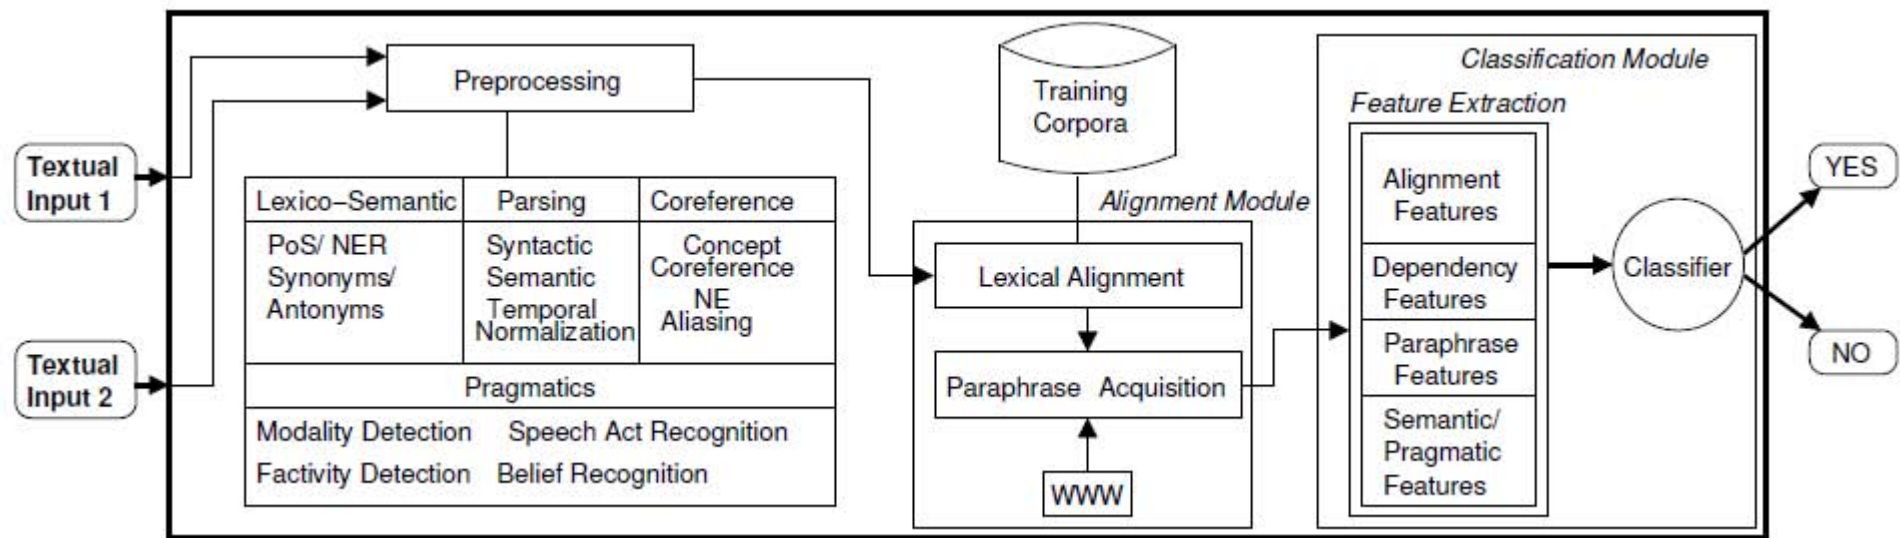 Textual
Input 1
Textual
Input 2
Preprocessing
Lexico–Semantic
Parsing
Coreference
PoS/ NER
Synonyms/
Antonyms
Syntactic
Semantic
Temporal
Normalization
Concept
Coreference
NE
Aliasing
Pragmatics
Modality Detection Speech Act Recognition
Factivity Detection Belief Recognition
Training
Corpora
Alignment Module
Lexical Alignment
Paraphrase Acquisition
WWW
Classification Module
Feature Extraction
Alignment
Features
Dependency
Features
Paraphrase
Features
Semantic/
Pragmatic
Features
Classifier
YES
NO